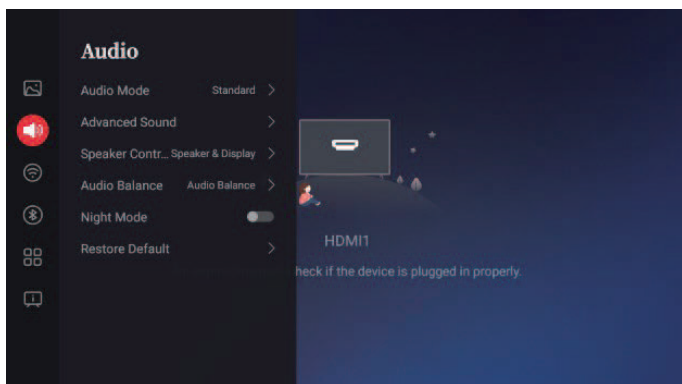 Audio
Audio Mode Standard
Advanced Sound
Speaker Contr... Speaker & Display
Audio Balance Audio Balance
Night Mode
Restore Default
HDMI1
heck if the device is plugged in properly.